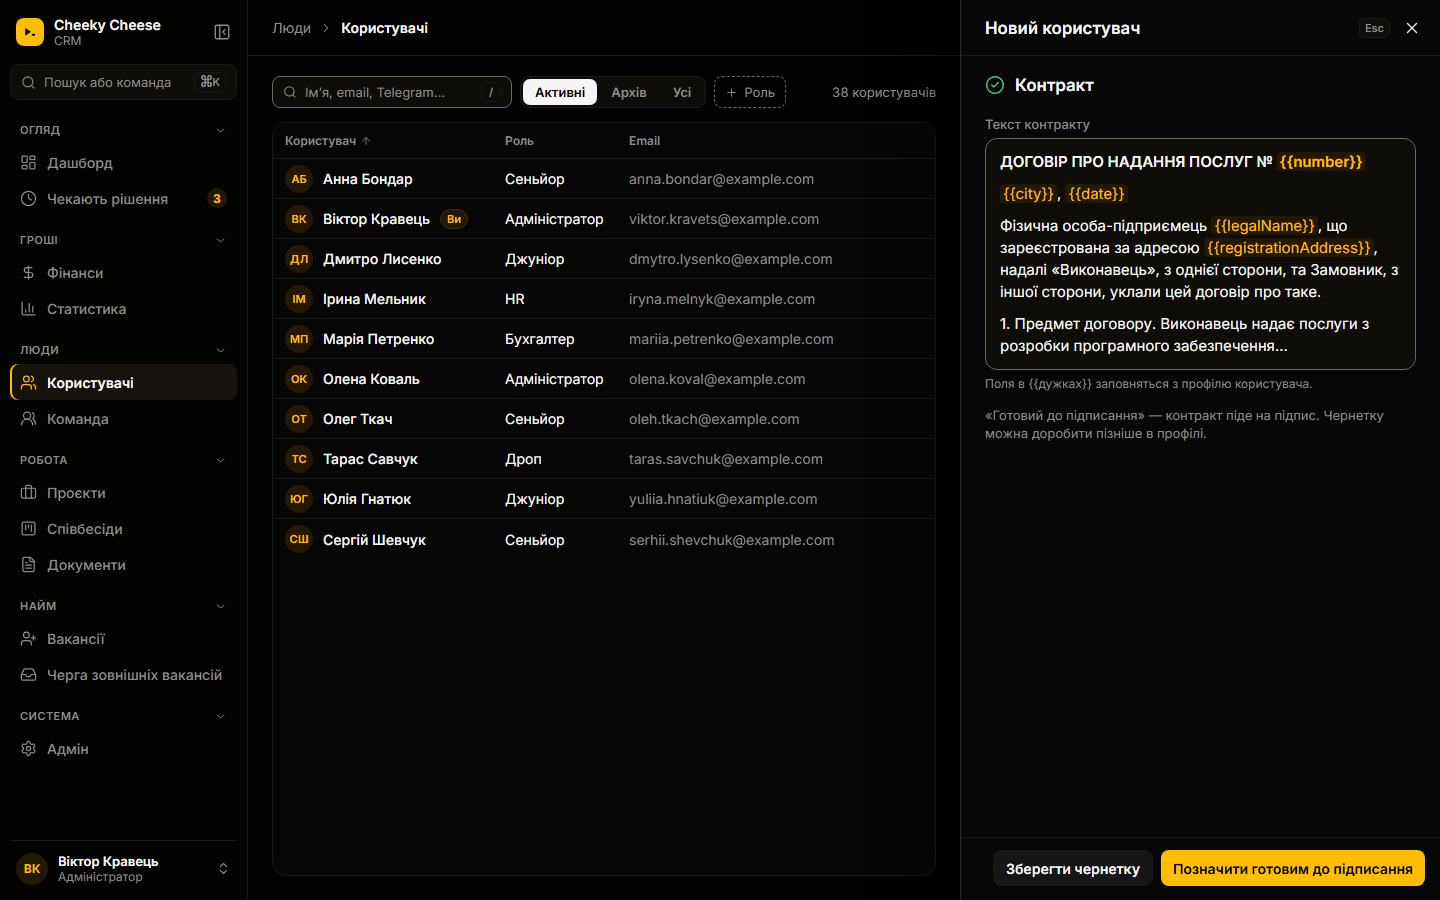 Cheeky Cheese
CRM
Пошук або команда ⌘K
ОГЛЯД
Дашборд
Чекають рішення 3
ГРОШІ
Фінанси
Статистика
ЛЮДИ
Користувачі
Команда
РОБОТА
Проєкти
Співбесіди
Документи
НАЙМ
Вакансії
Черга зовнішніх вакансій
СИСТЕМА
Адмін
ВК Віктор Кравець
Адміністратор
Люди > Користувачі
Ім’я, email, Telegram... /
Активні Архів Усі + Роль 38 користувачів
Користувач ↑ Роль Email
АБ Анна Бондар Сеньйор anna.bondar@example.com
ВК Віктор Кравець Ви Адміністратор viktor.kravets@example.com
ДЛ Дмитро Лисенко Джуніор dmytro.lysenko@example.com
ІМ Ірина Мельник HR iryna.melnyk@example.com
МП Марія Петренко Бухгалтер mariia.petrenko@example.com
ОК Олена Коваль Адміністратор olena.koval@example.com
ОТ Олег Ткач Сеньйор oleh.tkach@example.com
ТС Тарас Савчук Дроп taras.savchuk@example.com
ЮГ Юлія Гнатюк Джуніор yuliia.hnatiuk@example.com
СШ Сергій Шевчук Сеньйор serhii.shevchuk@example.com
Новий користувач Esc
Контракт
Текст контракту
ДОГОВІР ПРО НАДАННЯ ПОСЛУГ № {{number}}
{{city}}, {{date}}
Фізична особа-підприємець {{legalName}}, що
зареєстрована за адресою {{registrationAddress}},
надалі «Виконавець», з однієї сторони, та Замовник, з
іншої сторони, уклали цей договір про таке.
1. Предмет договору. Виконавець надає послуги з
розробки програмного забезпечення...
Поля в {{дужках}} заповняться з профілю користувача.
«Готовий до підписання» — контракт піде на підпис. Чернетку
можна доробити пізніше в профілі.
Зберегти чернетку Позначити готовим до підписання